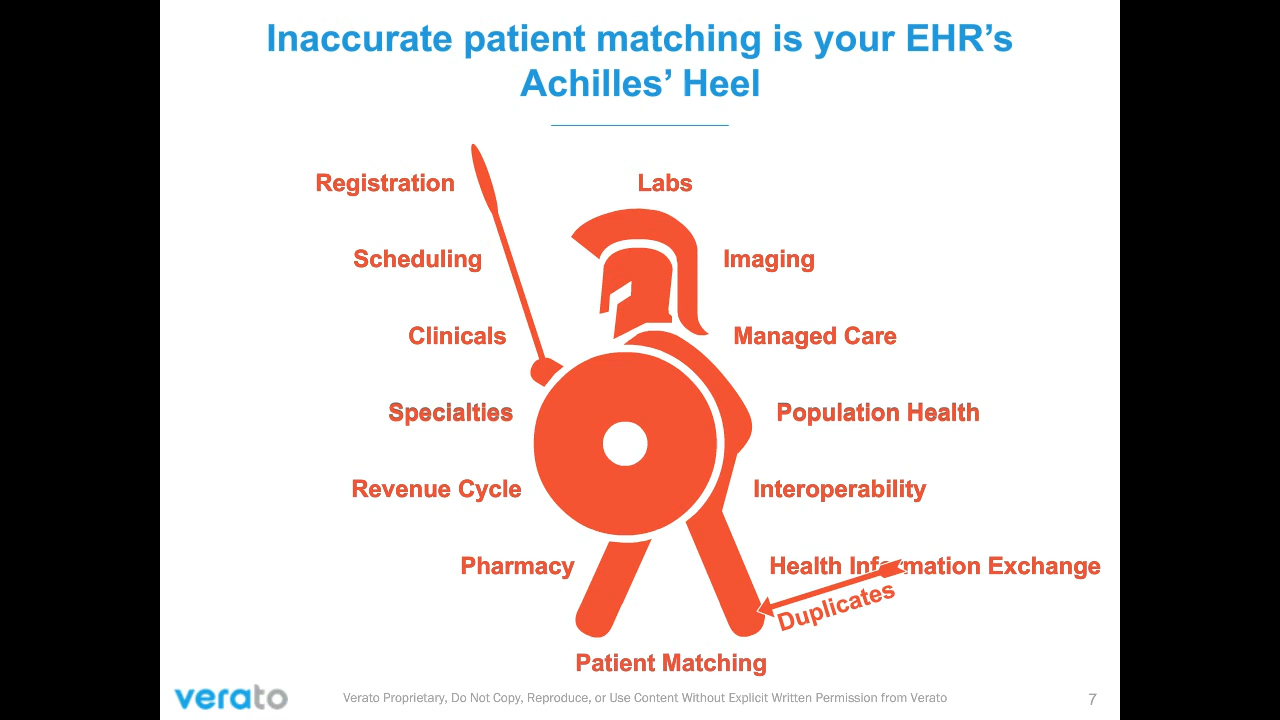 Inaccurate patient matching is your EHR’s
Achilles’ Heel
Registration
Labs
Scheduling
Imaging
Clinicals
Managed Care
Specialties
Population Health
Revenue Cycle
Interoperability
Pharmacy
Health Information Exchange
Duplicates
Patient Matching
verato
Verato Proprietary, Do Not Copy, Reproduce, or Use Content Without Explicit Written Permission from Verato
7